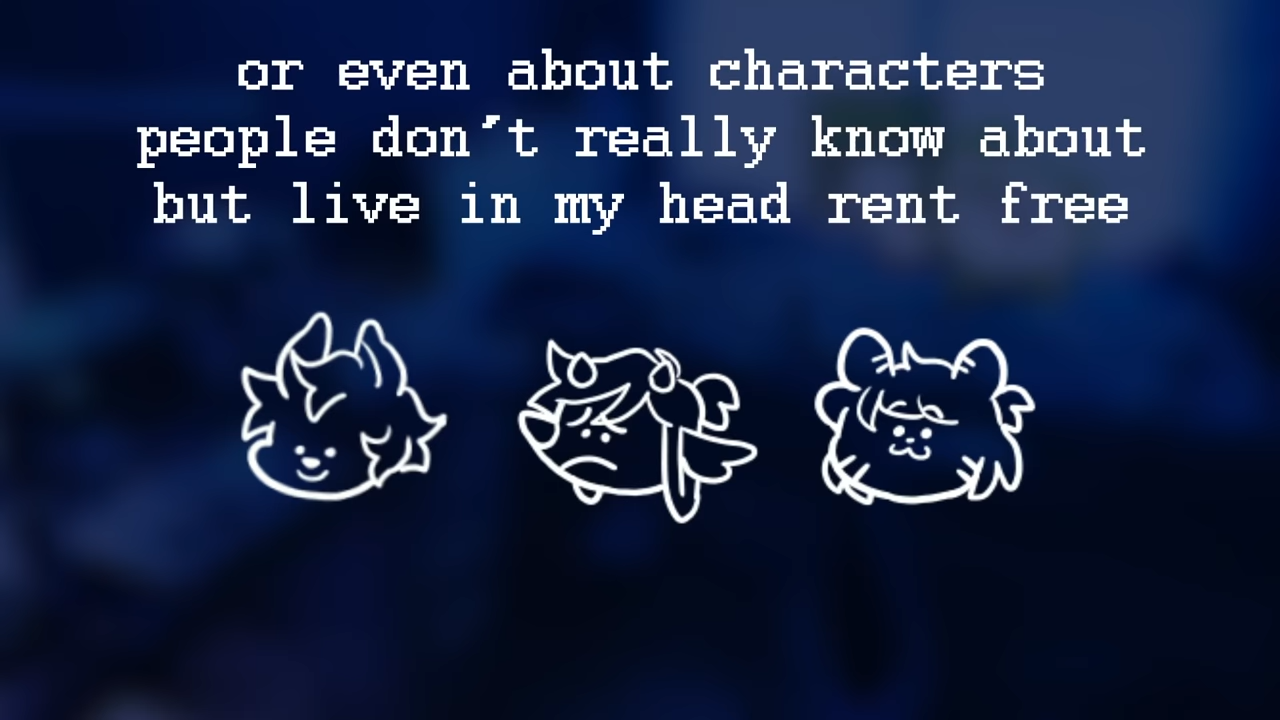 or even about characters
people don´t really know about
but live in my head rent free